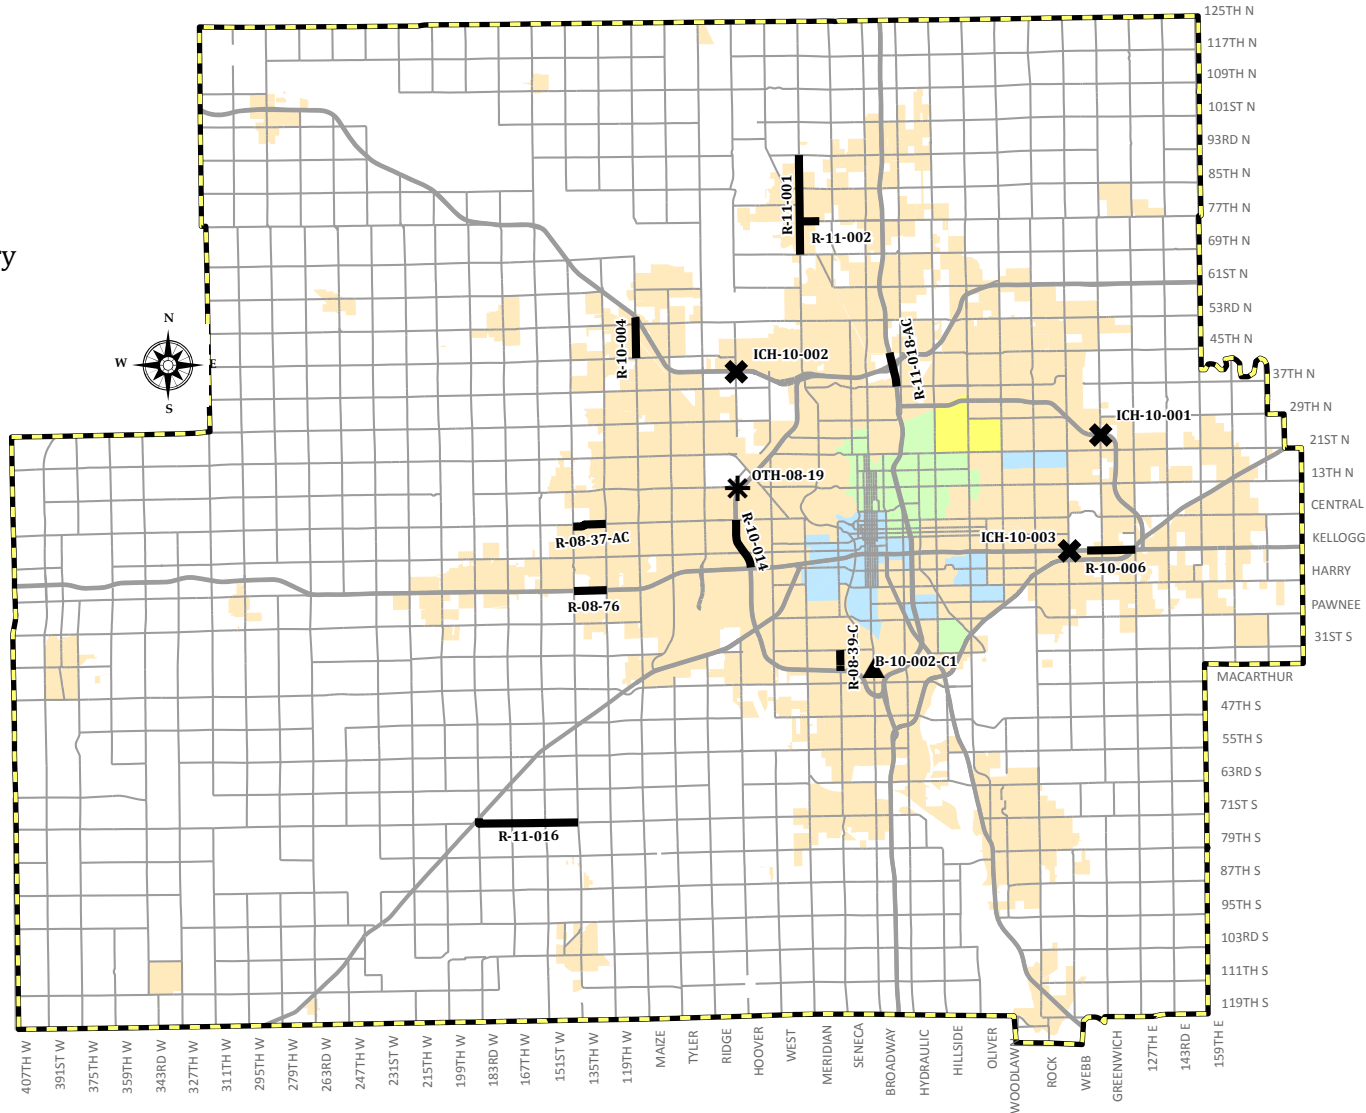 125TH N
117TH N
109TH N
101ST N
93RD N
85TH N
77TH N
69TH N
61ST N
53RD N
45TH N
37TH N
29TH N
21ST N
13TH N
CENTRAL
KELLOGG
HARRY
PAWNEE
31ST S
MACARTHUR
47TH S
55TH S
63RD S
71ST S
79TH S
87TH S
95TH S
103RD S
111TH S
119TH S
ry
N
W
E
S
R-11-001
R-11-002
R-10-004
ICH-10-002
R-11-018-AC
ICH-10-001
OTH-08-19
R-08-37-AC
R-10-014
ICH-10-003
R-10-006
R-08-76
R-08-39-C
B-10-002-C1
R-11-016
407TH W
391ST W
375TH W
359TH W
343RD W
327TH W
311TH W
295TH W
279TH W
263RD W
247TH W
231ST W
215TH W
199TH W
183RD W
167TH W
151ST W
135TH W
119TH W
MAIZE
TYLER
RIDGE
HOOVER
WEST
MERIDIAN
SENECA
BROADWAY
HYDRAULIC
HILLSIDE
OLIVER
WOODLAWN
ROCK
WEBB
GREENWICH
127TH E
143RD E
159TH E